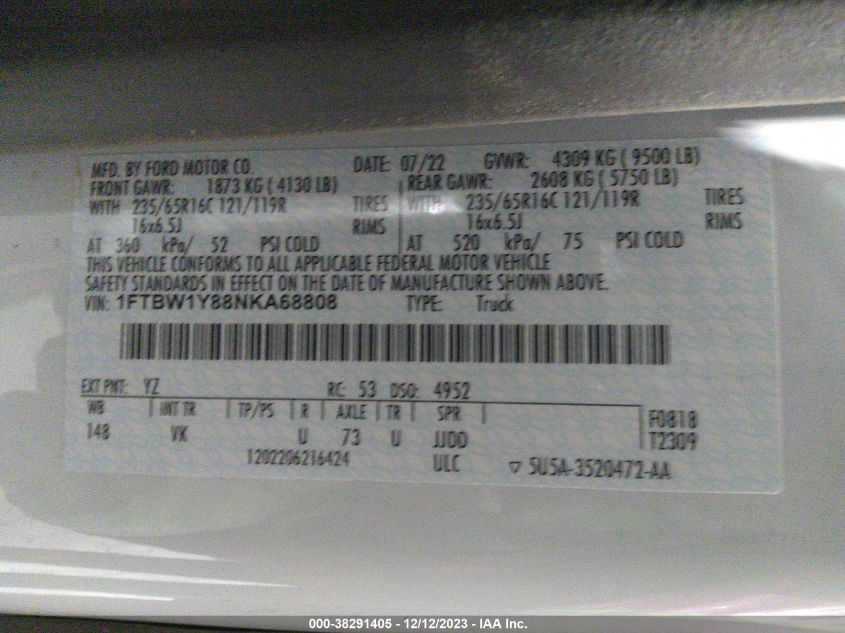 MFD. BY FORD MOTOR CO. DATE: 07/22 GVWR: 4309 KG ( 9500 LB)
FRONT GAWR: 1873 KG ( 4130 LB) REAR GAWR: 2608 KG ( 5750 LB)
WITH 235/65R16C 121/119R TIRES WITH 235/65R16C 121/119R TIRES
16x6.5J RIMS 16x6.5J RIMS
AT 360 kPa/ 52 PSI COLD AT 520 kPa/ 75 PSI COLD
THIS VEHICLE CONFORMS TO ALL APPLICABLE FEDERAL MOTOR VEHICLE
SAFETY STANDARDS IN EFFECT ON THE DATE OF MANUFACTURE SHOWN ABOVE.
VIN: 1FTBW1Y88NKA68808 TYPE: Truck
EXT PNT: YZ RC: 53 DSO: 4952
WB INT TR TP/PS R AXLE TR SPR F0818
148 VK U 73 U JJDD T2309
1202206216424 ULC ▽ 5U5A-3520472-AA
000-38291405 - 12/12/2023 - IAA Inc.